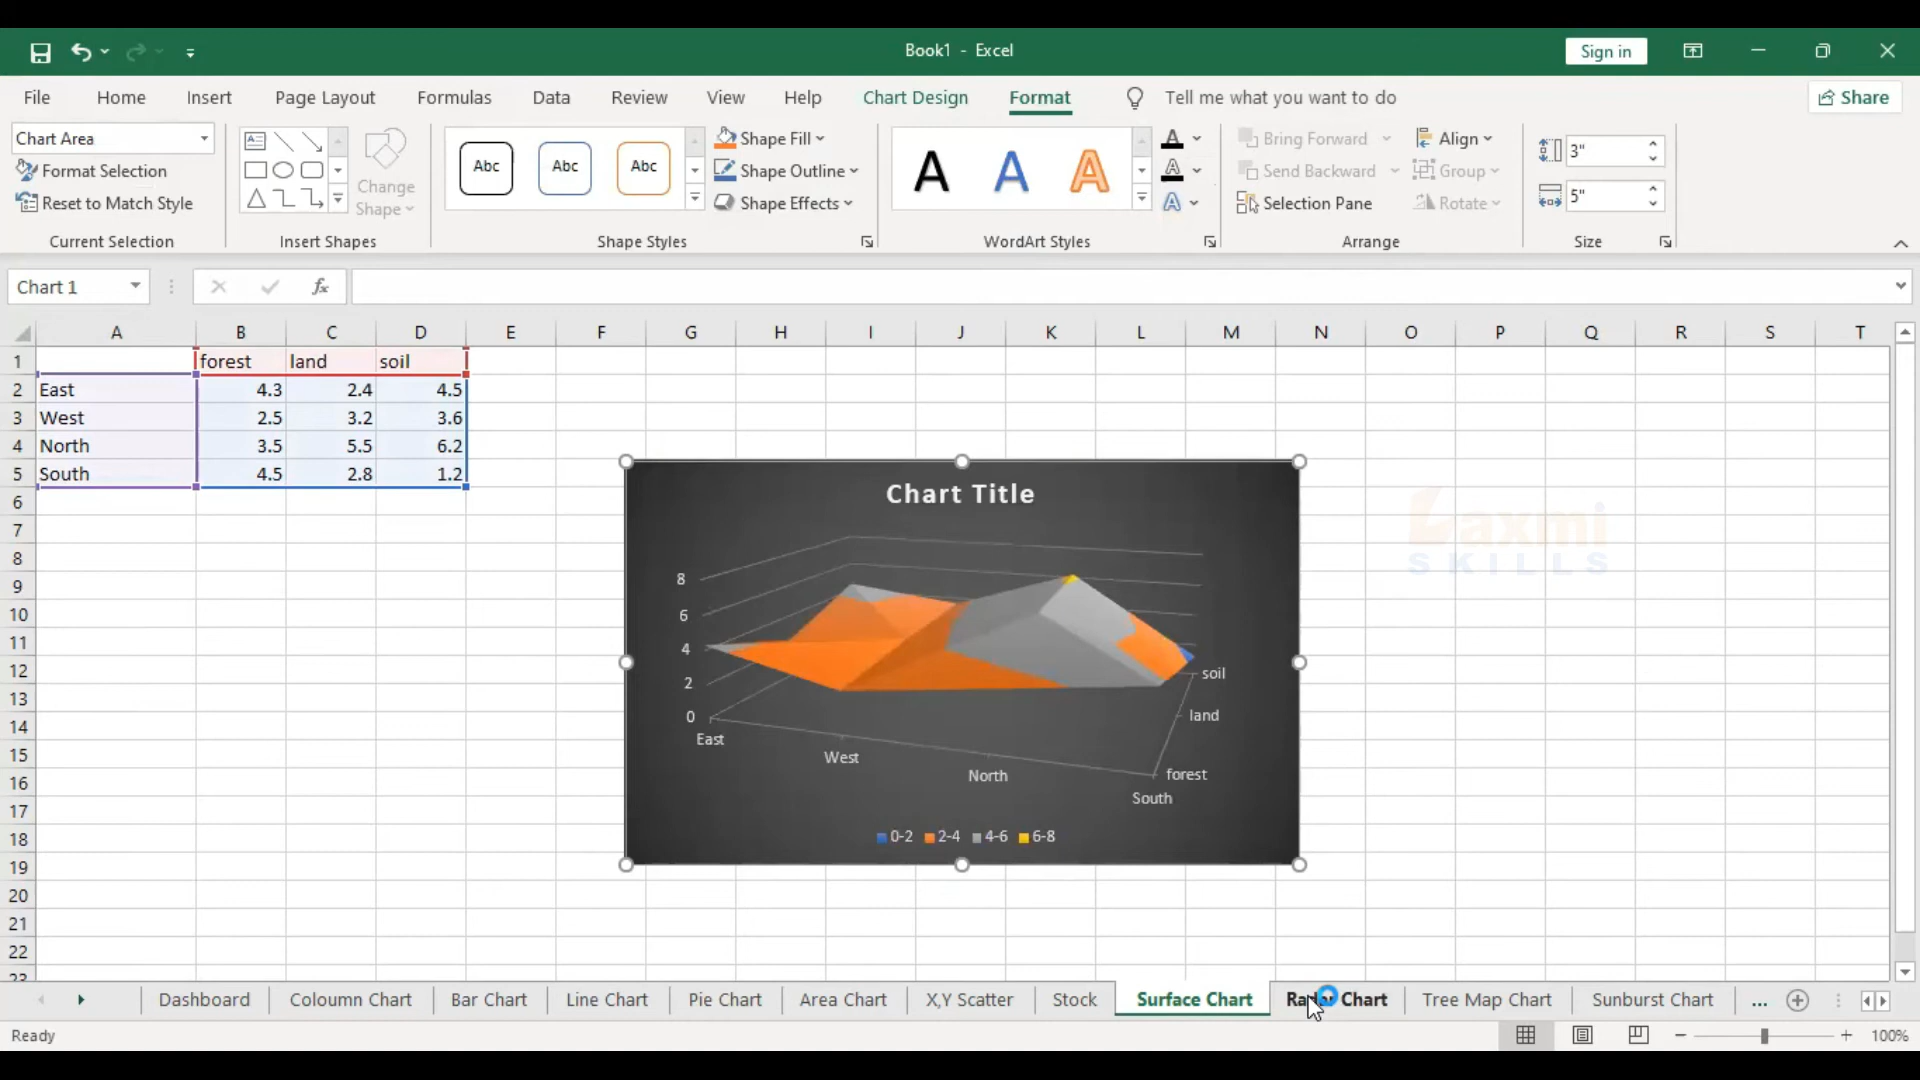 Book1 - Excel
Sign in
File Home Insert Page Layout Formulas Data Review View Help Chart Design Format Tell me what you want to do Share
Chart Area
Format Selection
Reset to Match Style
Current Selection
Change Shape
Insert Shapes
Abc Abc Abc
Shape Fill
Shape Outline
Shape Effects
Shape Styles
A A A
WordArt Styles
Bring Forward
Send Backward
Selection Pane
Align
Group
Rotate
Arrange
3"
5"
Size
Chart 1
fx
A B C D E F G H I J K L M N O P Q R S T
1 forest land soil
2 East 4.3 2.4 4.5
3 West 2.5 3.2 3.6
4 North 3.5 5.5 6.2
5 South 4.5 2.8 1.2
6
7
8
9
10
11
12
13
14
15
16
17
18
19
20
21
22
23
Chart Title
8
6
4
2
0
East
West
North
South
soil
land
forest
0-2 2-4 4-6 6-8
Laxmi
SKILLS
Dashboard Coloumn Chart Bar Chart Line Chart Pie Chart Area Chart X,Y Scatter Stock Surface Chart Radar Chart Tree Map Chart Sunburst Chart ...
Ready
100%